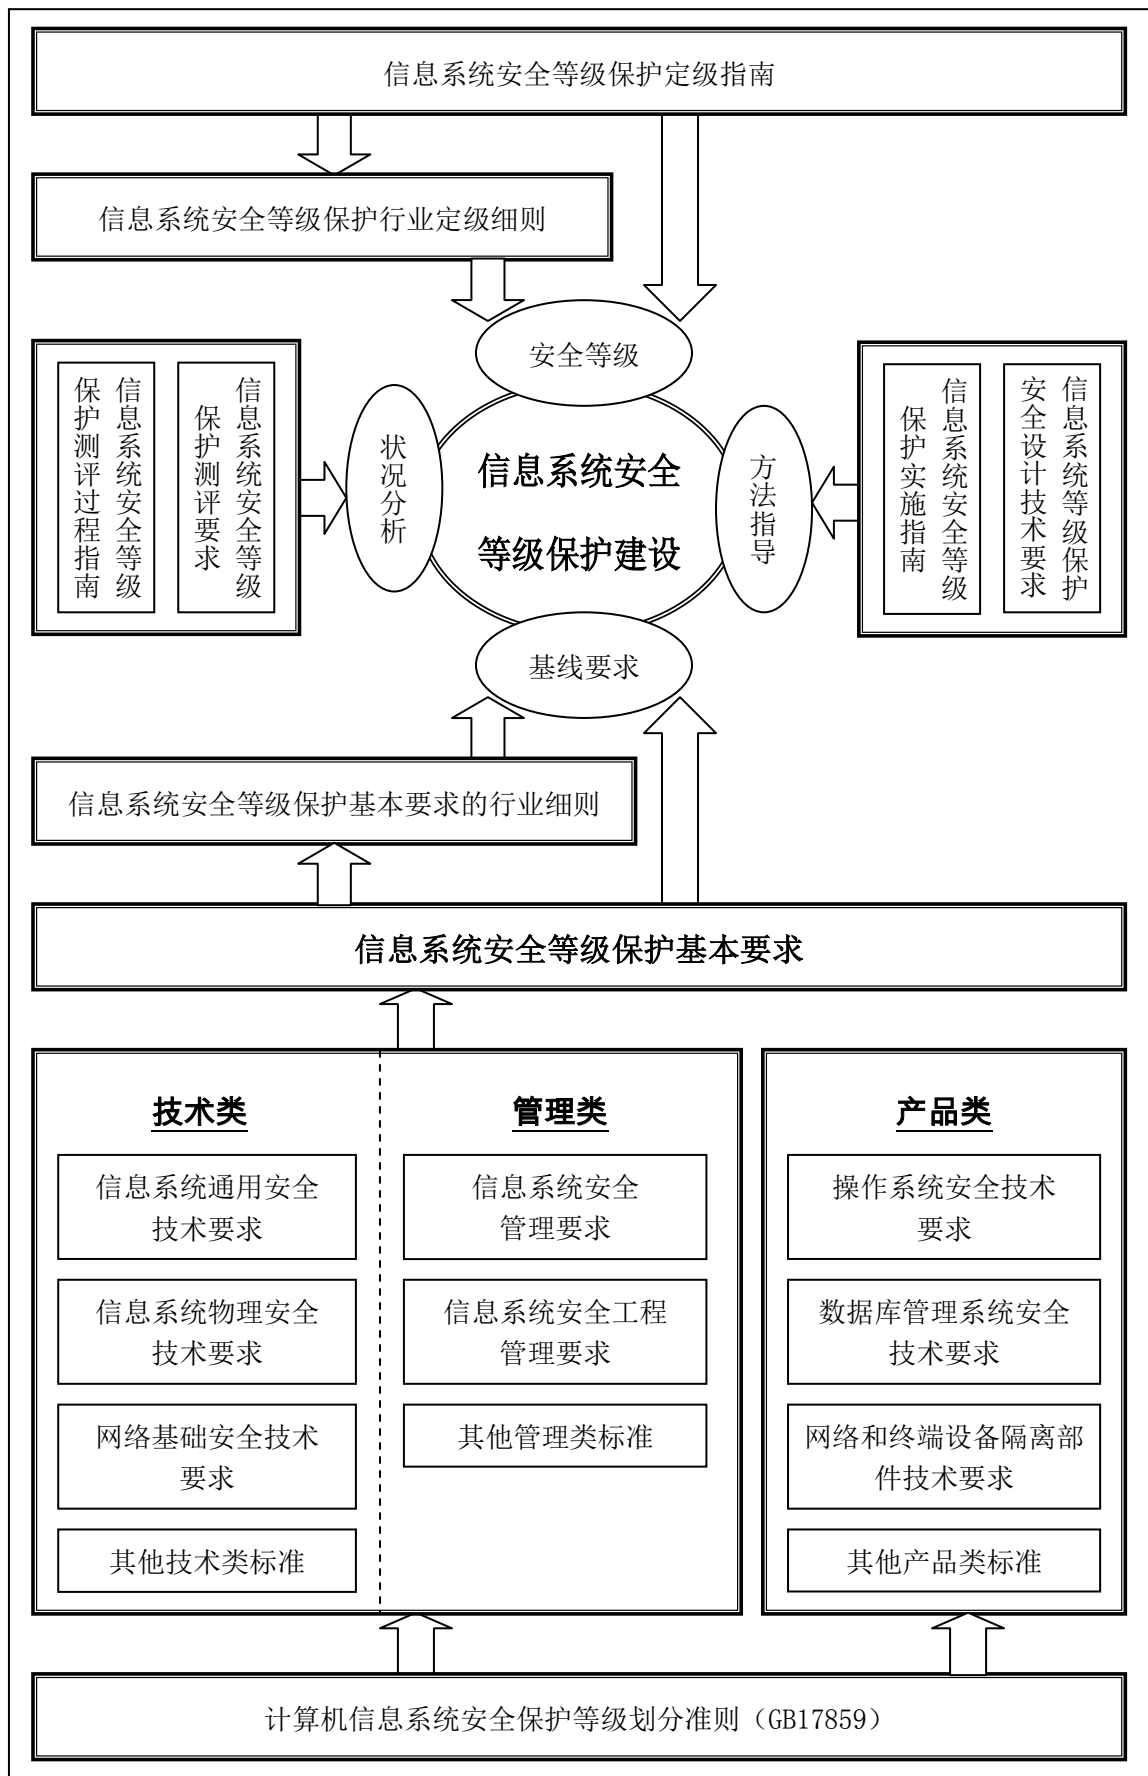 信息系统安全等级保护定级指南
信息系统安全等级保护行业定级细则
安全等级
信息系统安全等级
保护测评过程指南
信息系统安全等级
保护测评要求
状况分析
信息系统安全
等级保护建设
方法指导
信息系统安全等级
保护实施指南
信息系统等级保护
安全设计技术要求
基线要求
信息系统安全等级保护基本要求的行业细则
信息系统安全等级保护基本要求
技术类
信息系统通用安全
技术要求
信息系统物理安全
技术要求
网络基础安全技术
要求
其他技术类标准
管理类
信息系统安全
管理要求
信息系统安全工程
管理要求
其他管理类标准
产品类
操作系统安全技术
要求
数据库管理系统安全
技术要求
网络和终端设备隔离部
件技术要求
其他产品类标准
计算机信息系统安全保护等级划分准则（GB17859）